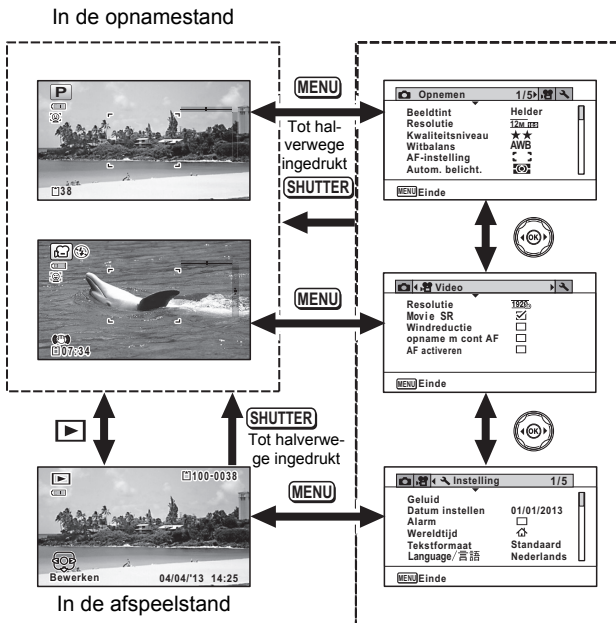 In de opnamestand
P
38
07:34
100-0038
Bewerken 04/04/'13 14:25
In de afspeelstand
MENU
Tot hal-
verwege
ingedrukt
SHUTTER
MENU
SHUTTER
Tot halverwe-
ge ingedrukt
MENU
Opnemen 1/5
Beeldtint Helder
Resolutie 12M 16:9
Kwaliteitsniveau ★★
Witbalans AWB
AF-instelling
Autom. belicht.
MENU Einde
OK
Video
Resolutie 1920
Movie SR ☑
Windreductie ☐
opname m cont AF ☐
AF activeren ☐
MENU Einde
OK
Instelling 1/5
Geluid
Datum instellen 01/01/2013
Alarm ☐
Wereldtijd
Tekstformaat Standaard
Language/言語 Nederlands
MENU Einde